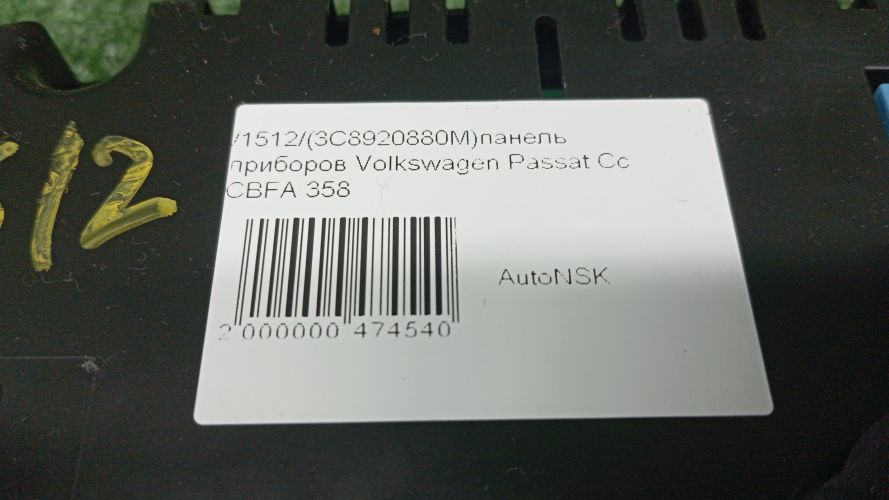 /1512/(3C8920880M)панель
приборов Volkswagen Passat Cc
CBFA 358
AutoNSK
2 000000 474540
512